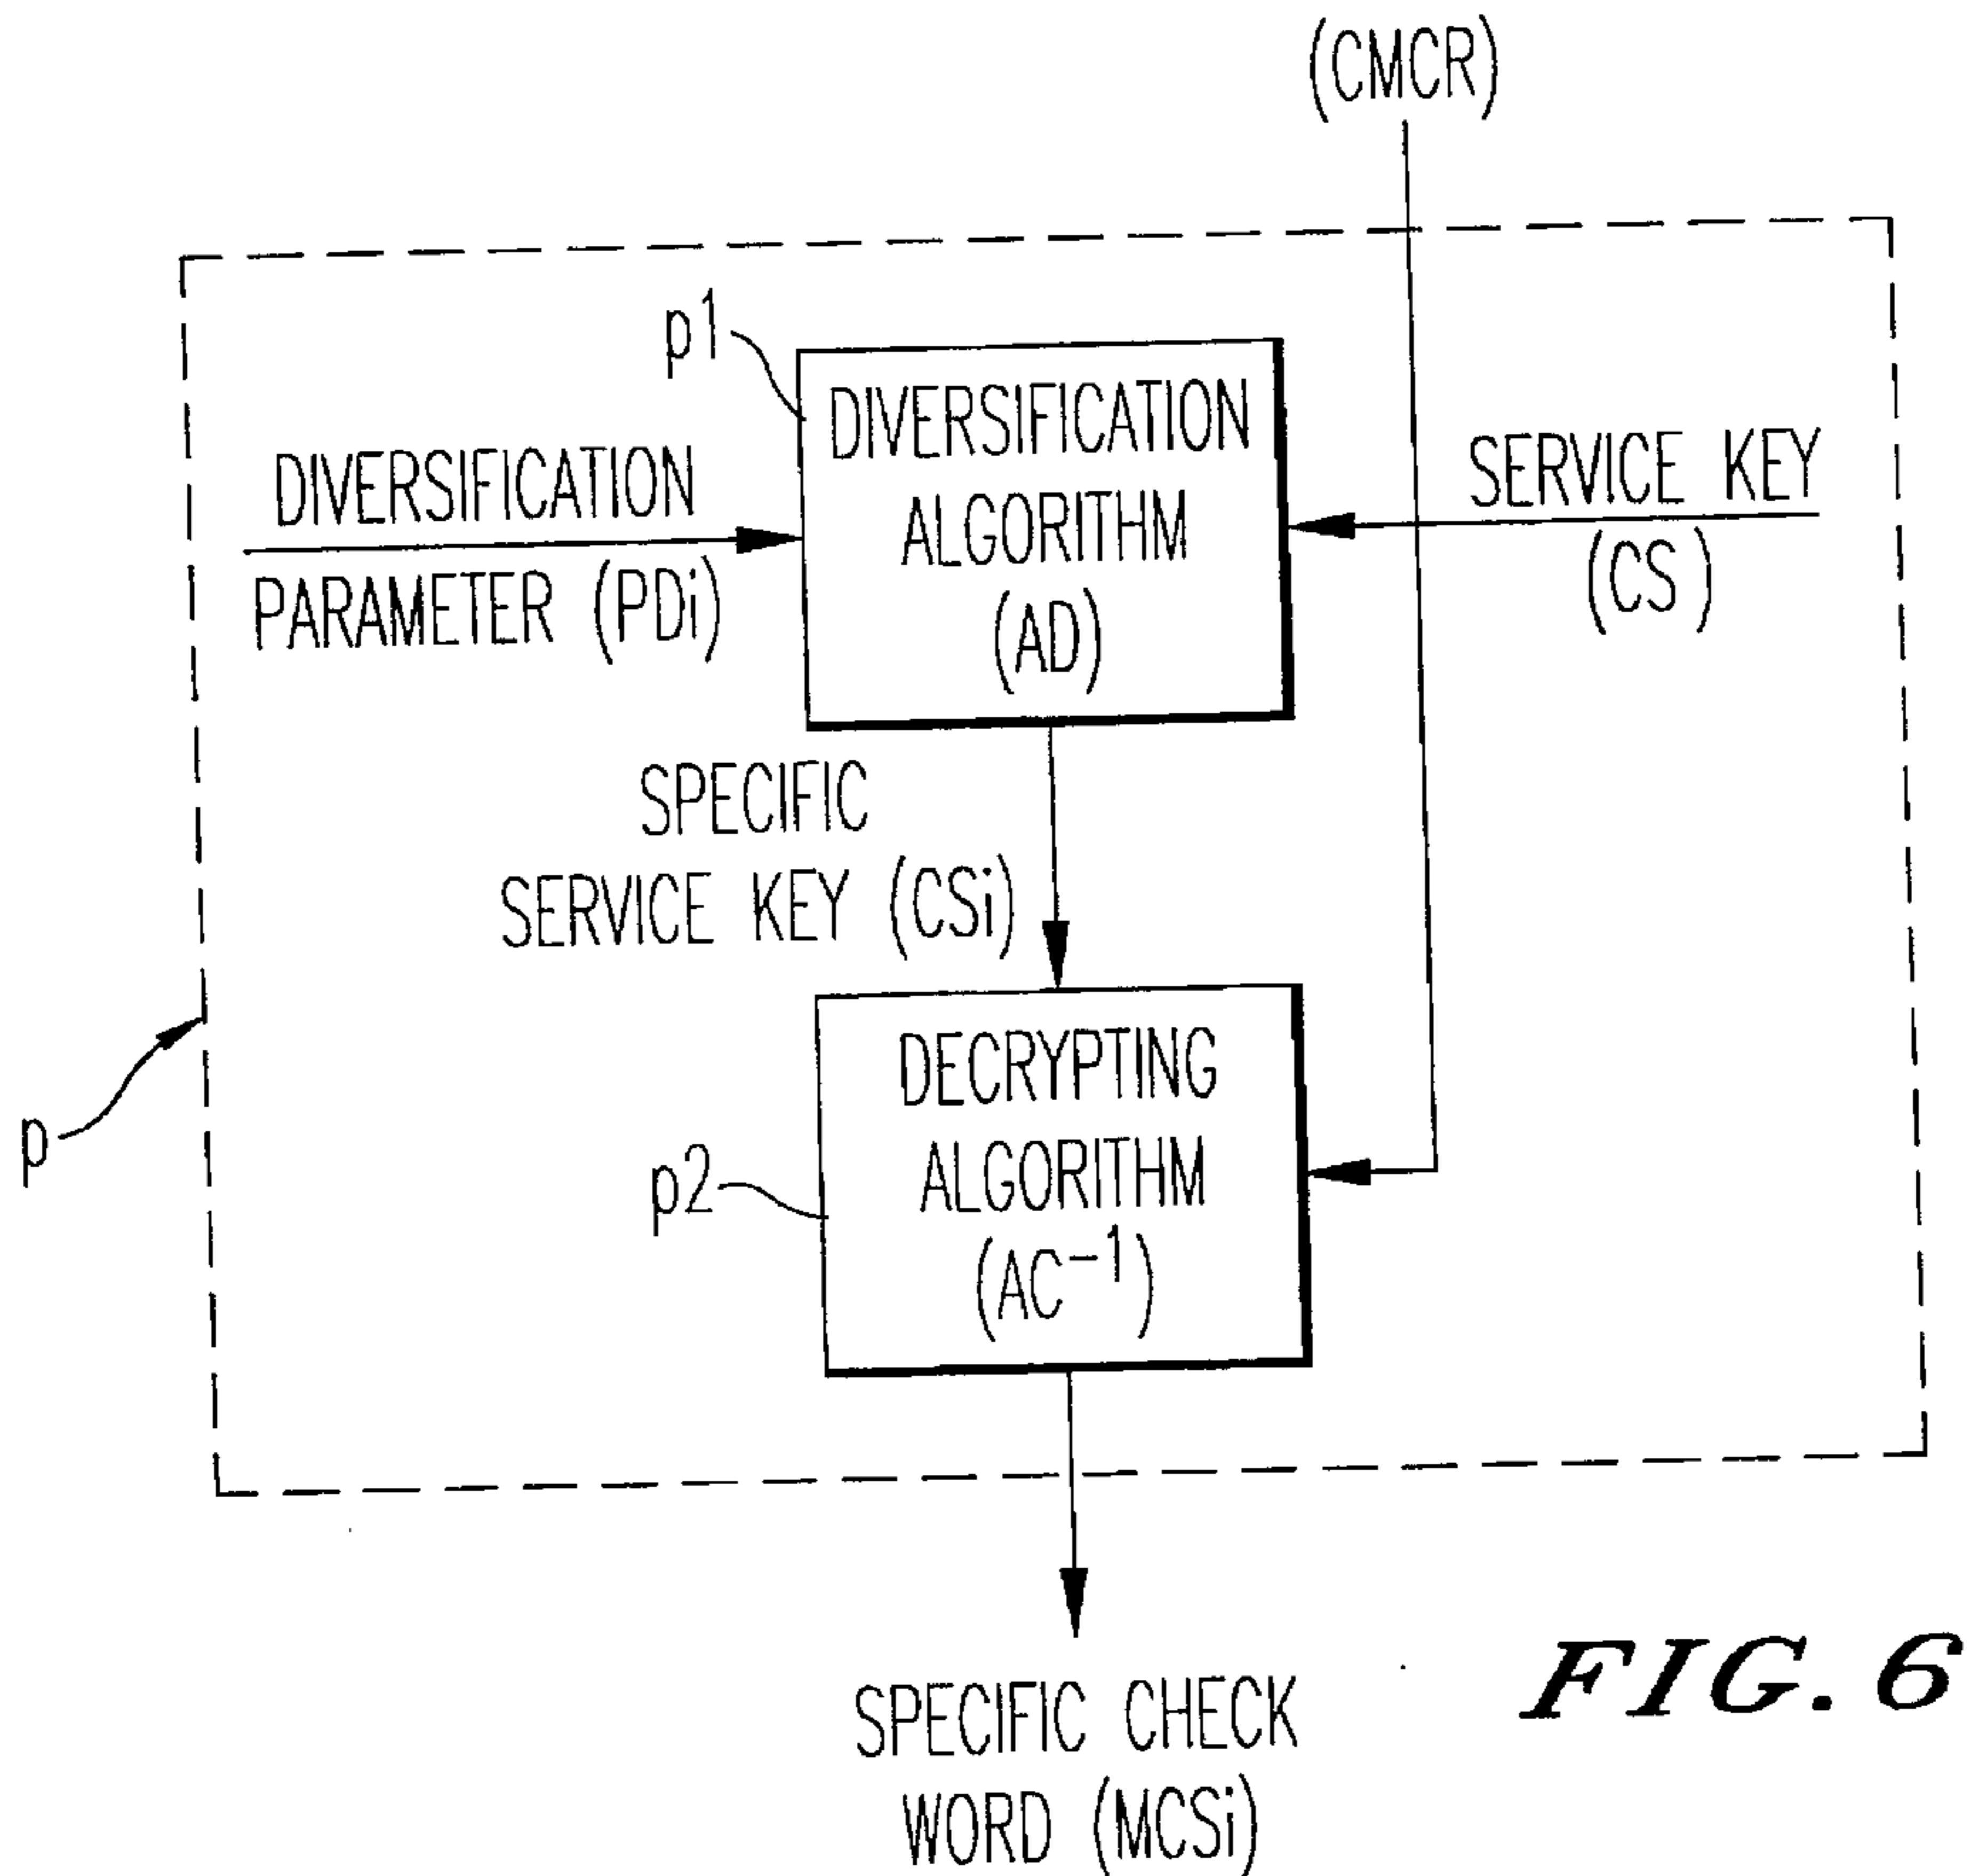 (CMCR)
p1
DIVERSIFICATION
ALGORITHM
(AD)
DIVERSIFICATION
PARAMETER (PDi)
SERVICE KEY
(CS)
SPECIFIC
SERVICE KEY (CSi)
p
p2
DECRYPTING
ALGORITHM
(AC⁻¹)
SPECIFIC CHECK
WORD (MCSi)
FIG. 6